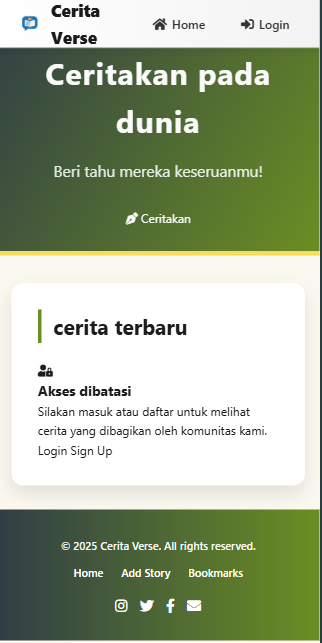 Cerita
Verse
Home
Login
Ceritakan pada
dunia
Beri tahu mereka keseruanmu!
Ceritakan
cerita terbaru
Akses dibatasi
Silakan masuk atau daftar untuk melihat
cerita yang dibagikan oleh komunitas kami.
Login Sign Up
© 2025 Cerita Verse. All rights reserved.
Home Add Story Bookmarks